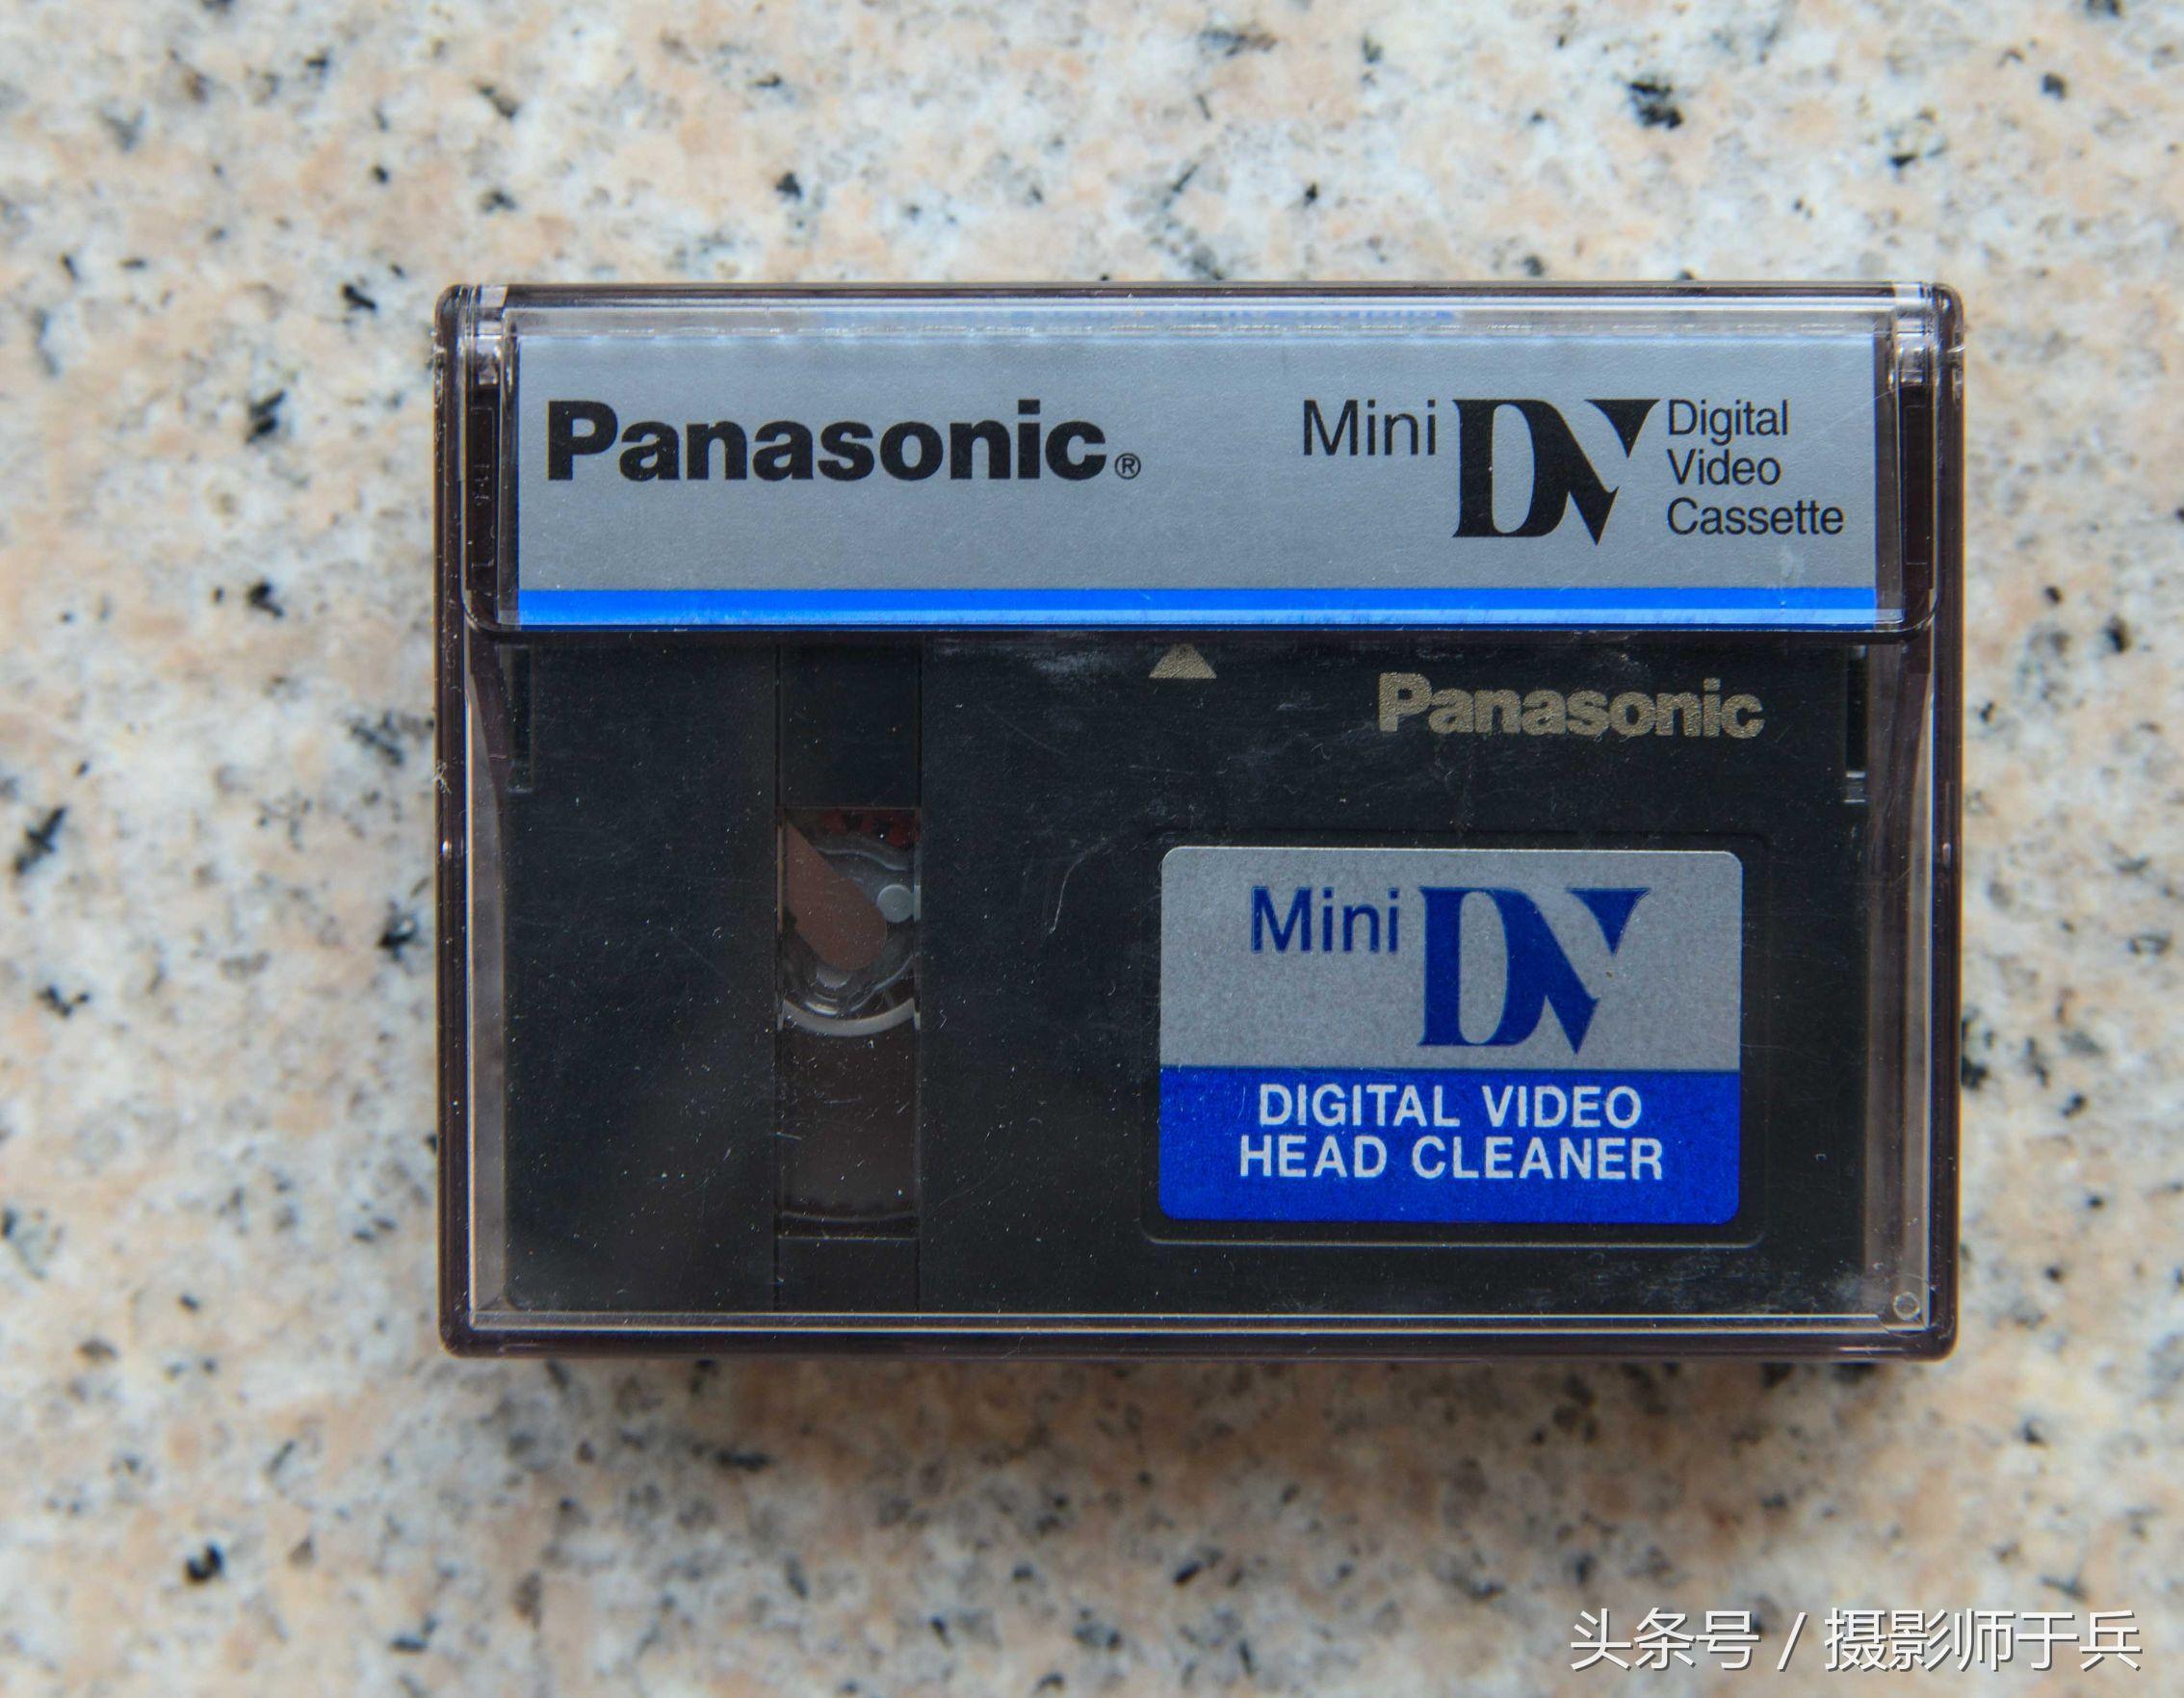 Panasonic®
Mini DV Digital
Video
Cassette
Panasonic
Mini DV
DIGITAL VIDEO
HEAD CLEANER
头条号 / 摄影师于兵